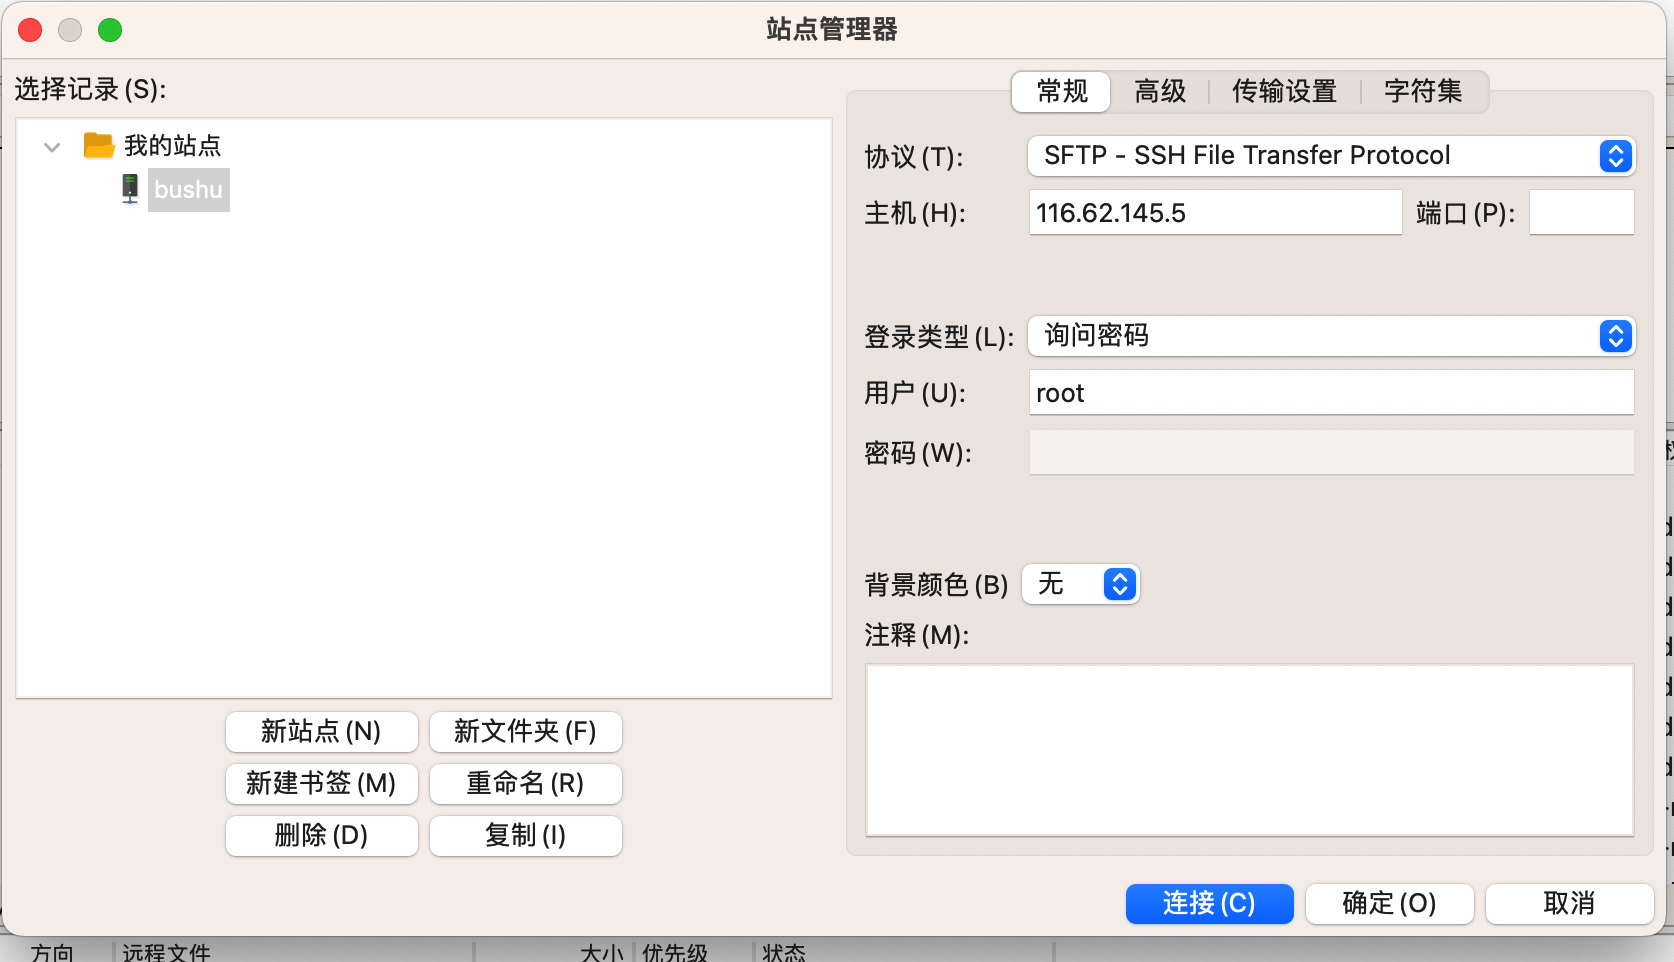 站点管理器
选择记录(S):
我的站点
bushu
新站点(N)
新文件夹(F)
新建书签(M)
重命名(R)
删除(D)
复制(I)
常规
高级
传输设置
字符集
协议(T):
SFTP - SSH File Transfer Protocol
主机(H):
116.62.145.5
端口(P):
登录类型(L):
询问密码
用户(U):
root
密码(W):
背景颜色(B)
无
注释(M):
连接(C)
确定(O)
取消
方向
远程文件
大小
优先级
状态